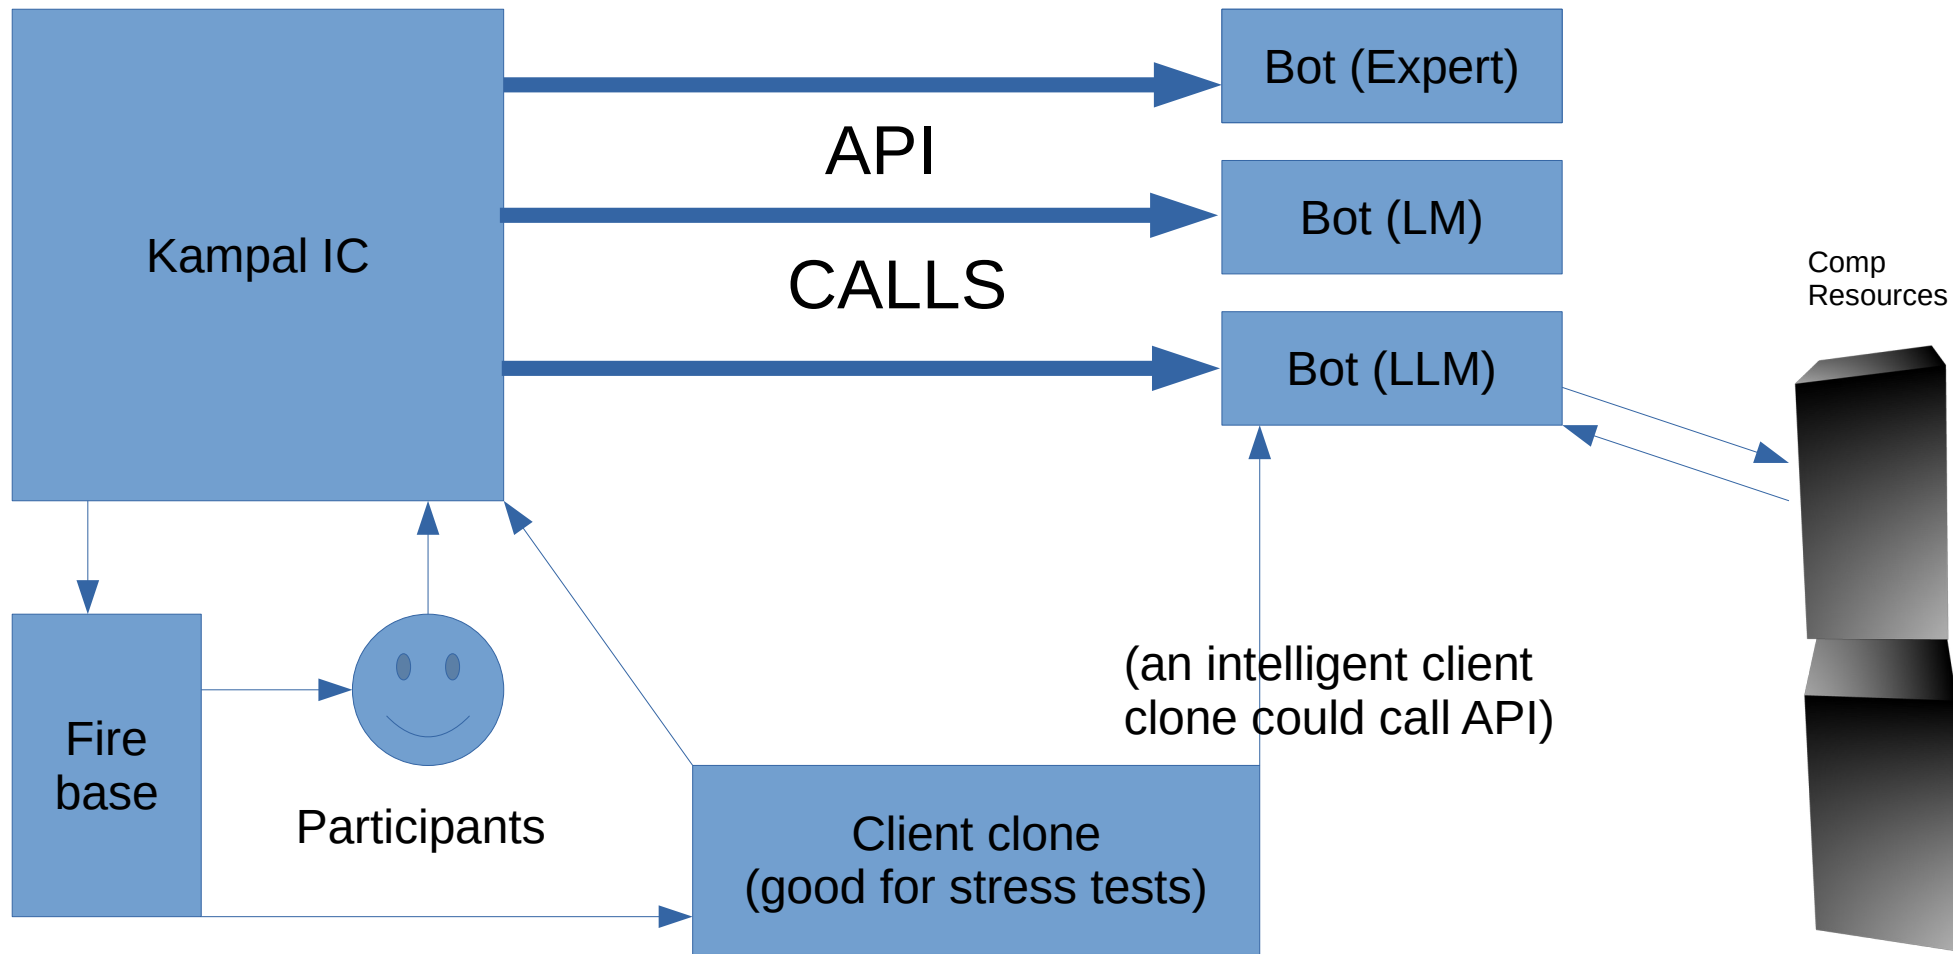 Kampal IC
API
CALLS
Bot (Expert)
Bot (LM)
Bot (LLM)
Comp
Resources
Fire
base
Participants
(an intelligent client
clone could call API)
Client clone
(good for stress tests)